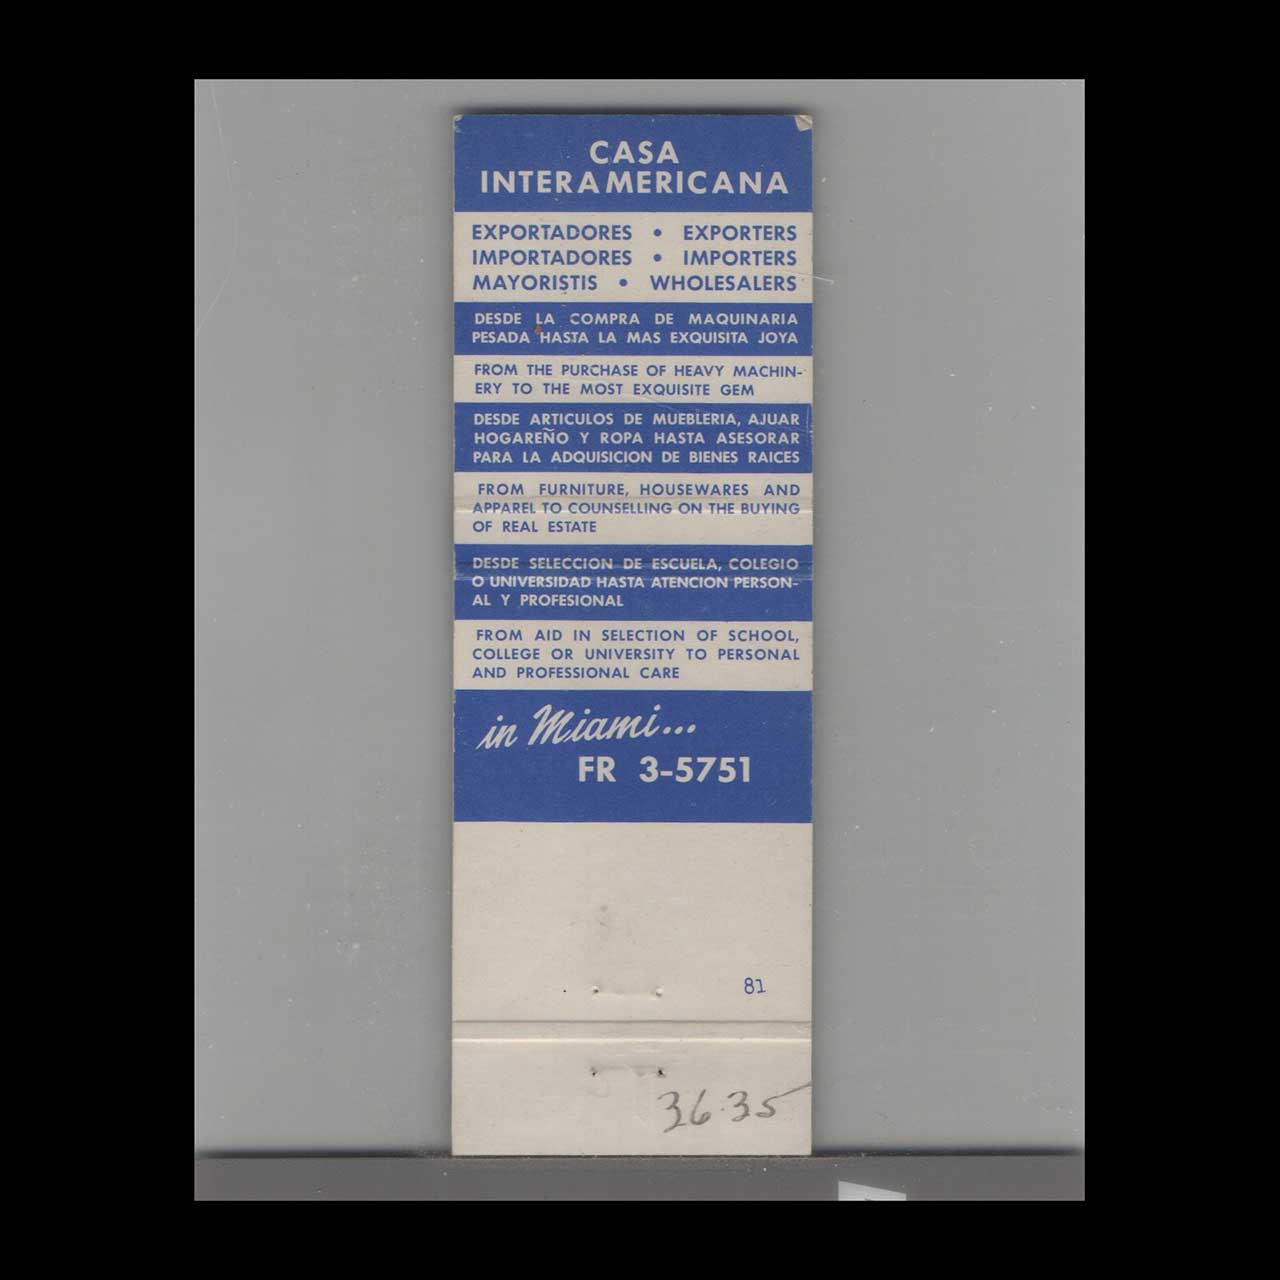 CASA
INTERAMERICANA
EXPORTADORES • EXPORTERS
IMPORTADORES • IMPORTERS
MAYORISTIS • WHOLESALERS
DESDE LA COMPRA DE MAQUINARIA
PESADA HASTA LA MAS EXQUISITA JOYA
FROM THE PURCHASE OF HEAVY MACHIN-
ERY TO THE MOST EXQUISITE GEM
DESDE ARTICULOS DE MUEBLERIA, AJUAR
HOGAREÑO Y ROPA HASTA ASESORAR
PARA LA ADQUISICION DE BIENES RAICES
FROM FURNITURE, HOUSEWARES AND
APPAREL TO COUNSELLING ON THE BUYING
OF REAL ESTATE
DESDE SELECCION DE ESCUELA, COLEGIO
O UNIVERSIDAD HASTA ATENCION PERSON-
AL Y PROFESIONAL
FROM AID IN SELECTION OF SCHOOL,
COLLEGE OR UNIVERSITY TO PERSONAL
AND PROFESSIONAL CARE
in Miami...
FR 3-5751
81
36.35